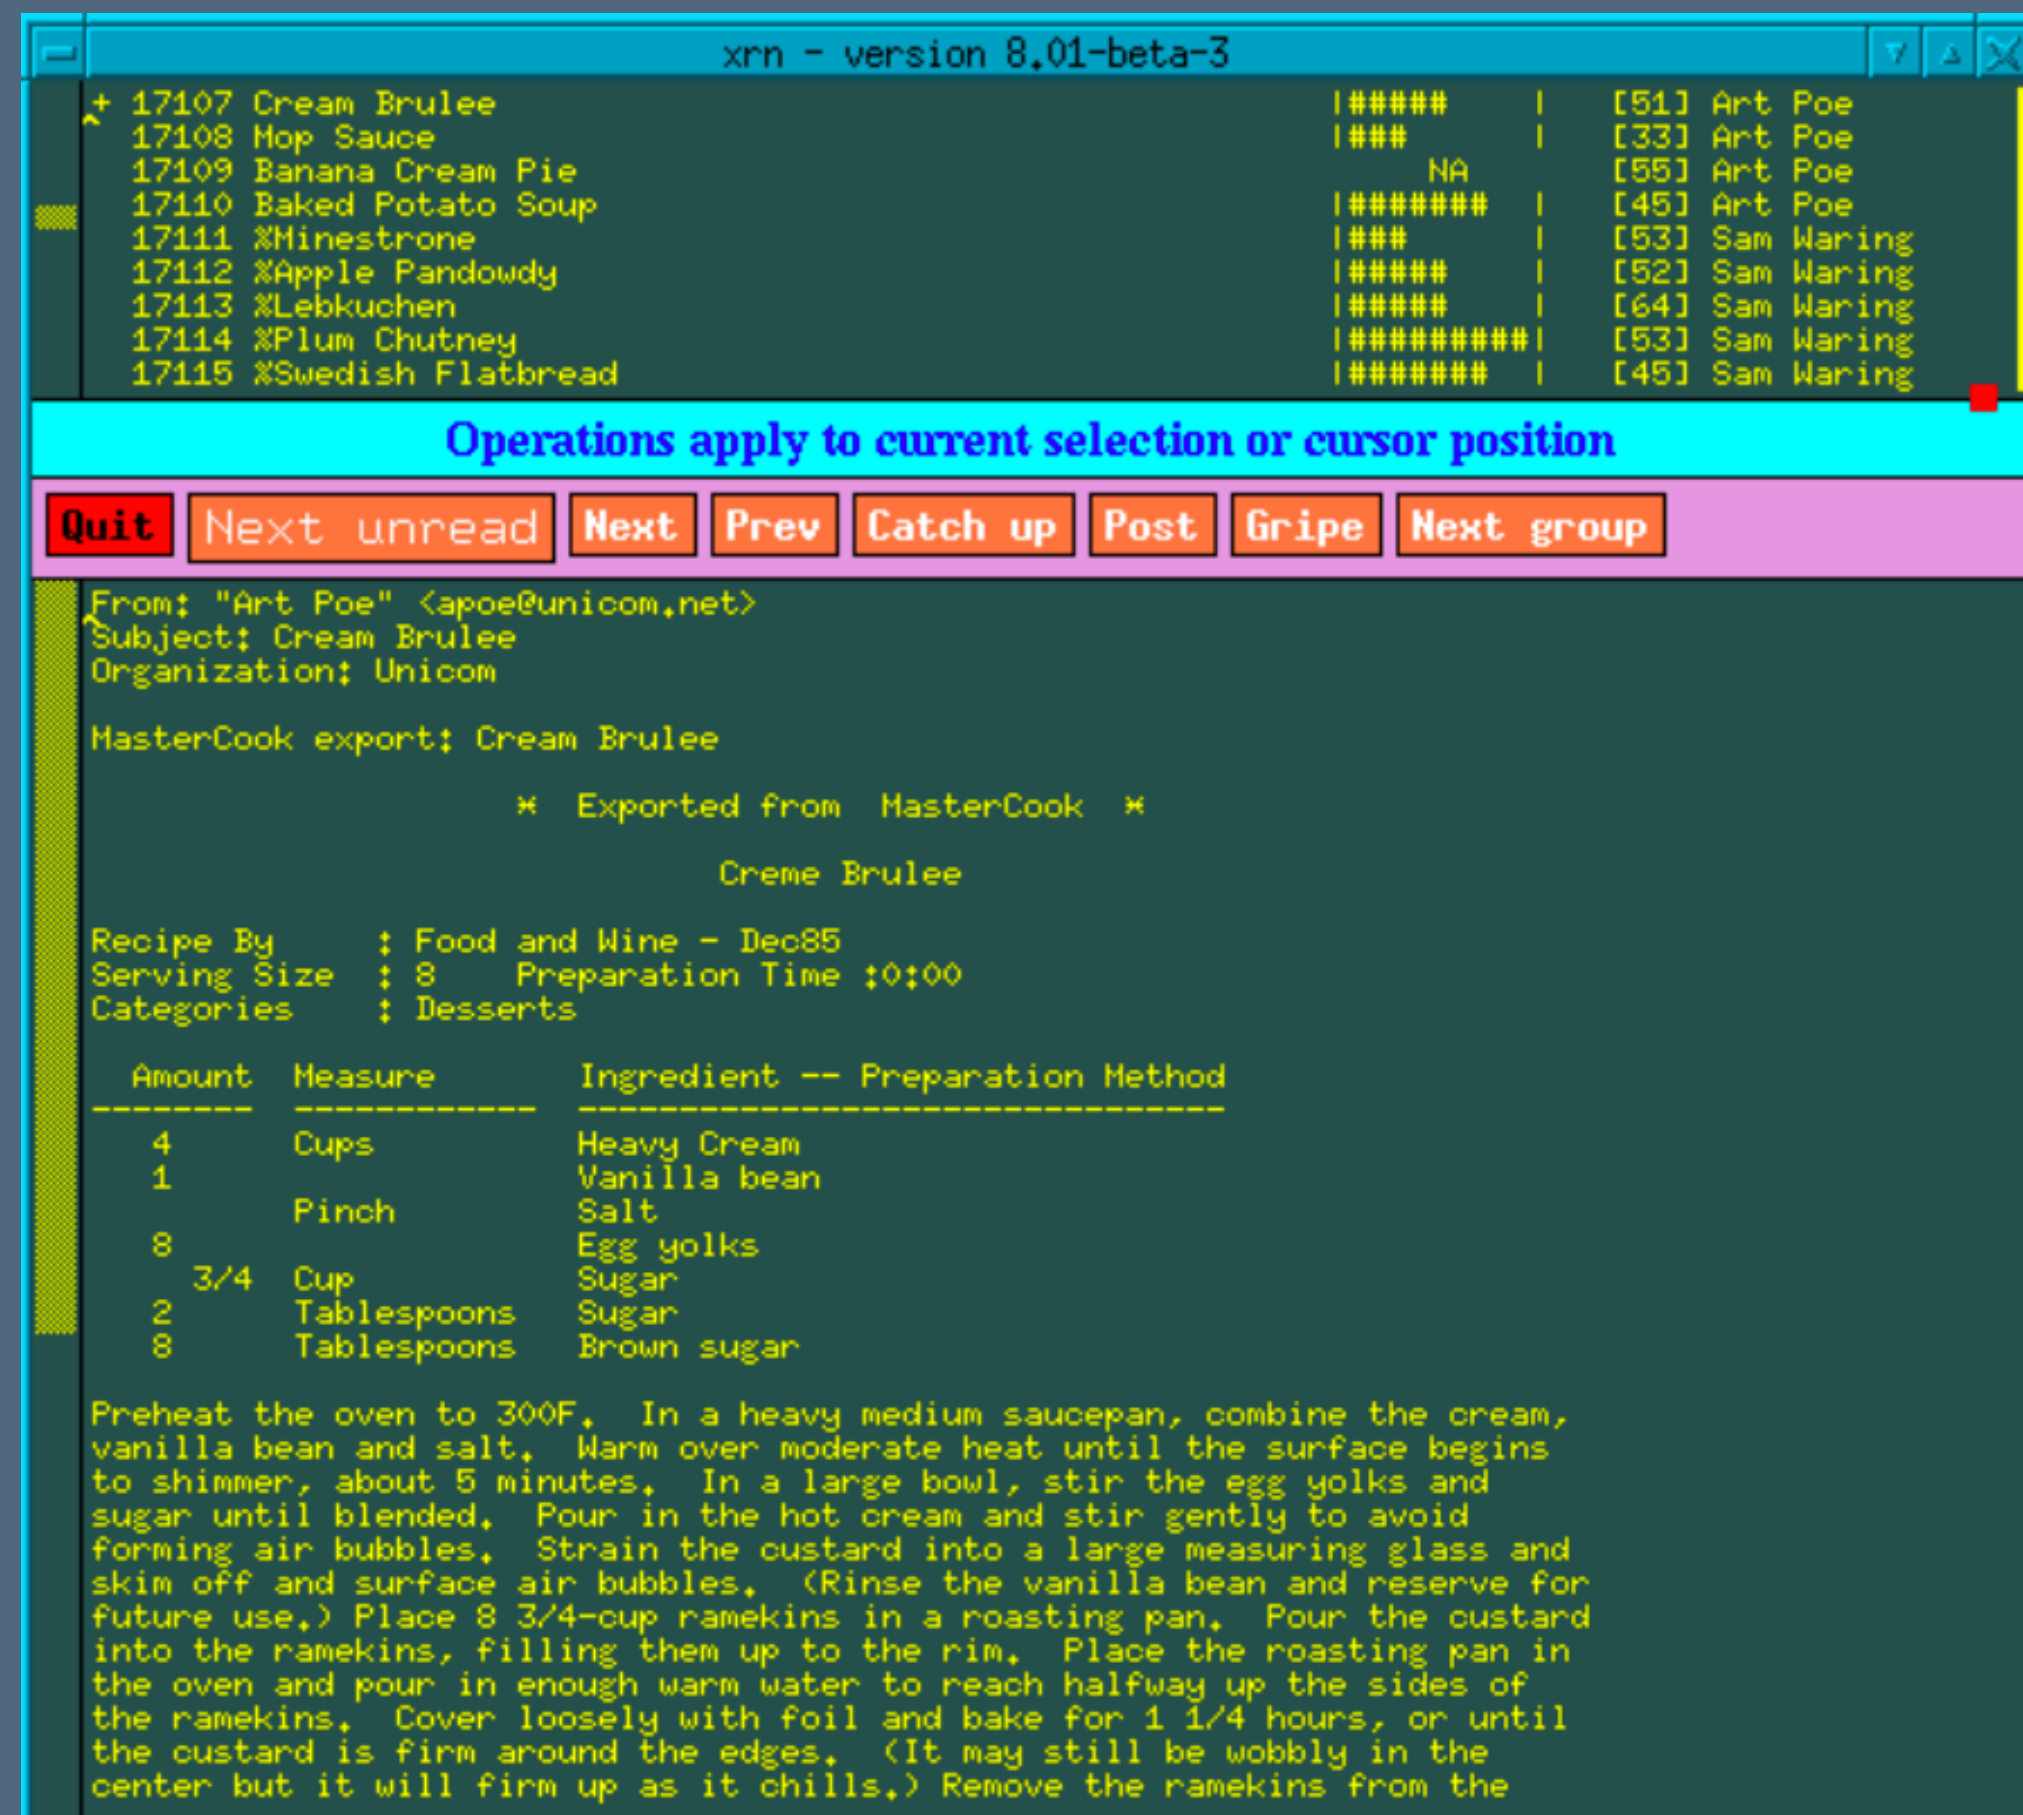 xrn - version 8.01-beta-3
+ 17107 Cream Brulee |##### | [51] Art Poe
17108 Mop Sauce |### | [33] Art Poe
17109 Banana Cream Pie NA [55] Art Poe
17110 Baked Potato Soup |####### | [45] Art Poe
17111 %Minestrone |### | [53] Sam Waring
17112 %Apple Pandowdy |##### | [52] Sam Waring
17113 %Lebkuchen |##### | [64] Sam Waring
17114 %Plum Chutney |#########| [53] Sam Waring
17115 %Swedish Flatbread |####### | [45] Sam Waring
Operations apply to current selection or cursor position
Quit Next unread Next Prev Catch up Post Gripe Next group
From: "Art Poe" <apoe@unicom.net>
Subject: Cream Brulee
Organization: Unicom
MasterCook export: Cream Brulee
* Exported from MasterCook *
Creme Brulee
Recipe By : Food and Wine - Dec85
Serving Size : 8 Preparation Time :0:00
Categories : Desserts
Amount Measure Ingredient -- Preparation Method
-------- ------------ --------------------------------
4 Cups Heavy Cream
1 Vanilla bean
Pinch Salt
8 Egg yolks
3/4 Cup Sugar
2 Tablespoons Sugar
8 Tablespoons Brown sugar
Preheat the oven to 300F. In a heavy medium saucepan, combine the cream,
vanilla bean and salt. Warm over moderate heat until the surface begins
to shimmer, about 5 minutes. In a large bowl, stir the egg yolks and
sugar until blended. Pour in the hot cream and stir gently to avoid
forming air bubbles. Strain the custard into a large measuring glass and
skim off and surface air bubbles. (Rinse the vanilla bean and reserve for
future use.) Place 8 3/4-cup ramekins in a roasting pan. Pour the custard
into the ramekins, filling them up to the rim. Place the roasting pan in
the oven and pour in enough warm water to reach halfway up the sides of
the ramekins. Cover loosely with foil and bake for 1 1/4 hours, or until
the custard is firm around the edges. (It may still be wobbly in the
center but it will firm up as it chills.) Remove the ramekins from the